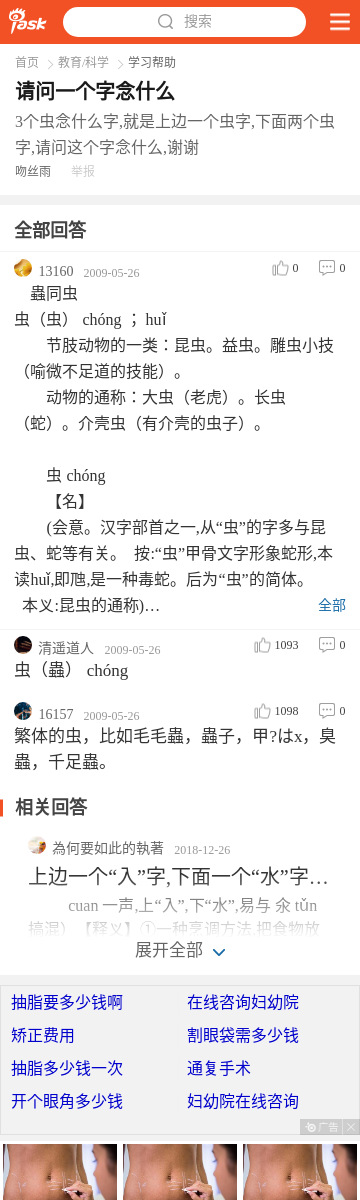 iask
搜索
首页 > 教育/科学 > 学习帮助
请问一个字念什么
3个虫念什么字,就是上边一个虫字,下面两个虫
字,请问这个字念什么,谢谢
吻丝雨 举报
全部回答
13160 2009-05-26 0 0
蟲同虫
虫（虫） chóng ；huǐ
节肢动物的一类：昆虫。益虫。雕虫小技
（喻微不足道的技能）。
动物的通称：大虫（老虎）。长虫
（蛇）。介壳虫（有介壳的虫子）。
虫 chóng
【名】
(会意。汉字部首之一,从“虫”的字多与昆
虫、蛇等有关。 按:“虫”甲骨文字形象蛇形,本
读huǐ,即虺,是一种毒蛇。后为“虫”的简体。
本义:昆虫的通称)… 全部
清遥道人 2009-05-26 1093 0
虫（蟲） chóng
16157 2009-05-26 1098 0
繁体的虫，比如毛毛蟲，蟲子，甲?はx，臭
蟲，千足蟲。
相关回答
為何要如此的執著 2018-12-26
上边一个“入”字,下面一个“水”字…
cuan 一声,上“入”,下“水”,易与 汆 tǔn
搞混）【释义】①一种烹调方法,把食物放
展开全部
抽脂要多少钱啊 在线咨询妇幼院
矫正费用 割眼袋需多少钱
抽脂多少钱一次 通复手术
开个眼角多少钱 妇幼院在线咨询
广告